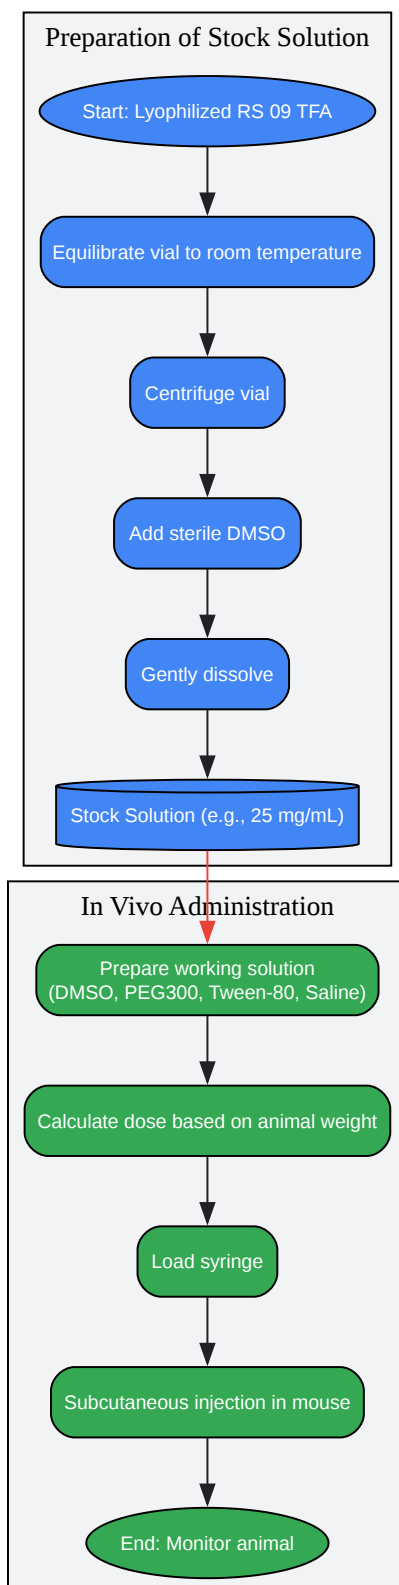 Preparation of Stock Solution
Start: Lyophilized RS 09 TFA
Equilibrate vial to room temperature
Centrifuge vial
Add sterile DMSO
Gently dissolve
Stock Solution (e.g., 25 mg/mL)
In Vivo Administration
Prepare working solution
(DMSO, PEG300, Tween-80, Saline)
Calculate dose based on animal weight
Load syringe
Subcutaneous injection in mouse
End: Monitor animal